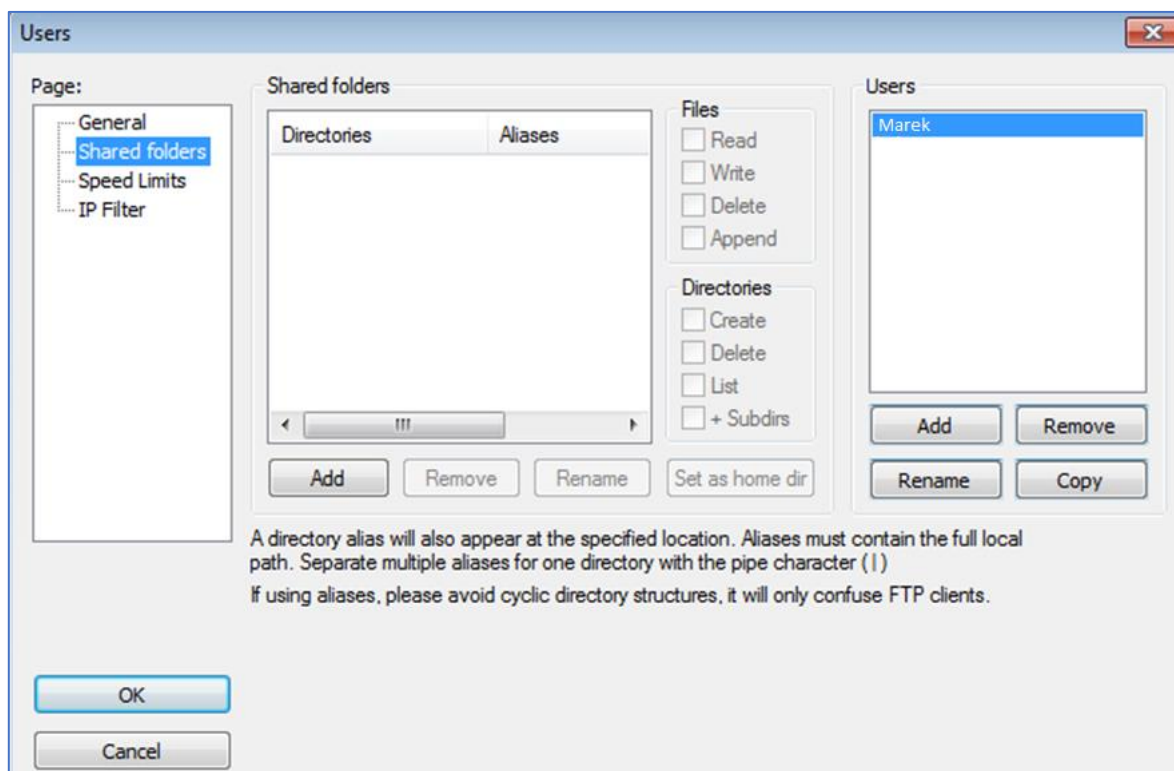 Users
Page:
General
Shared folders
Speed Limits
IP Filter
Shared folders
Directories Aliases
Files
Read
Write
Delete
Append
Directories
Create
Delete
List
+ Subdirs
Add Remove Rename Set as home dir
Users
Marek
Add Remove
Rename Copy
A directory alias will also appear at the specified location. Aliases must contain the full local
path. Separate multiple aliases for one directory with the pipe character ( | )
If using aliases, please avoid cyclic directory structures, it will only confuse FTP clients.
OK
Cancel